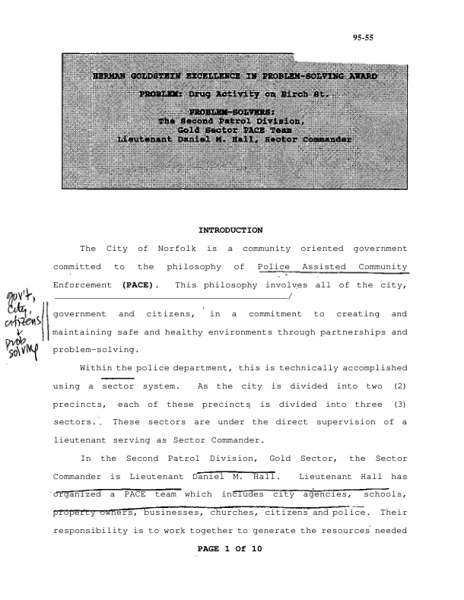 95-55
HERMAN GOLDSTEIN EXCELLENCE IN PROBLEM-SOLVING AWARD
PROBLEM: Drug Activity on Birch St.
PROBLEM-SOLVERS:
The Second Patrol Division,
Gold Sector PACE Team
Lieutenant Daniel M. Hall, Sector Commander
INTRODUCTION
The City of Norfolk is a community oriented government
committed to the philosophy of Police Assisted Community
Enforcement (PACE). This philosophy involves all of the city,
gov't,
City,
citizens
+
prob
solving
government and citizens, in a commitment to creating and
maintaining safe and healthy environments through partnerships and
problem-solving.
Within the police department, this is technically accomplished
using a sector system. As the city is divided into two (2)
precincts, each of these precincts is divided into three (3)
sectors. These sectors are under the direct supervision of a
lieutenant serving as Sector Commander.
In the Second Patrol Division, Gold Sector, the Sector
Commander is Lieutenant Daniel M. Hall. Lieutenant Hall has
organized a PACE team which includes city agencies, schools,
property owners, businesses, churches, citizens and police. Their
responsibility is to work together to generate the resources needed
PAGE 1 Of 10